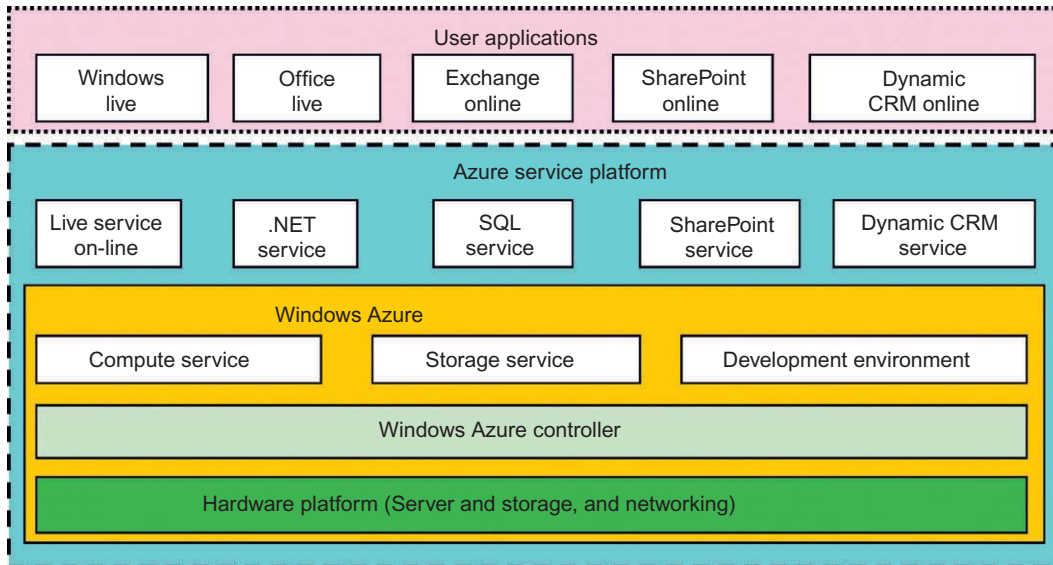 User applications
Windows
live
Office
live
Exchange
online
SharePoint
online
Dynamic
CRM online
Azure service platform
Live service
on-line
.NET
service
SQL
service
SharePoint
service
Dynamic CRM
service
Windows Azure
Compute service
Storage service
Development environment
Windows Azure controller
Hardware platform (Server and storage, and networking)